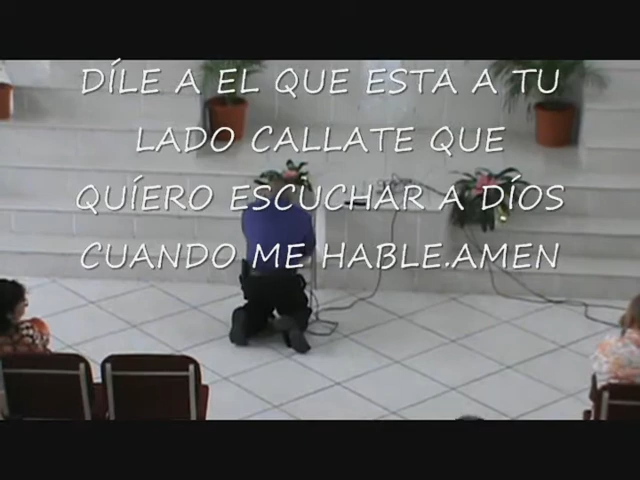 DÍLE A EL QUE ESTA A TU
LADO CALLATE QUE
QUÍERO ESCUCHAR A DÍOS
CUANDO ME HABLE.AMEN